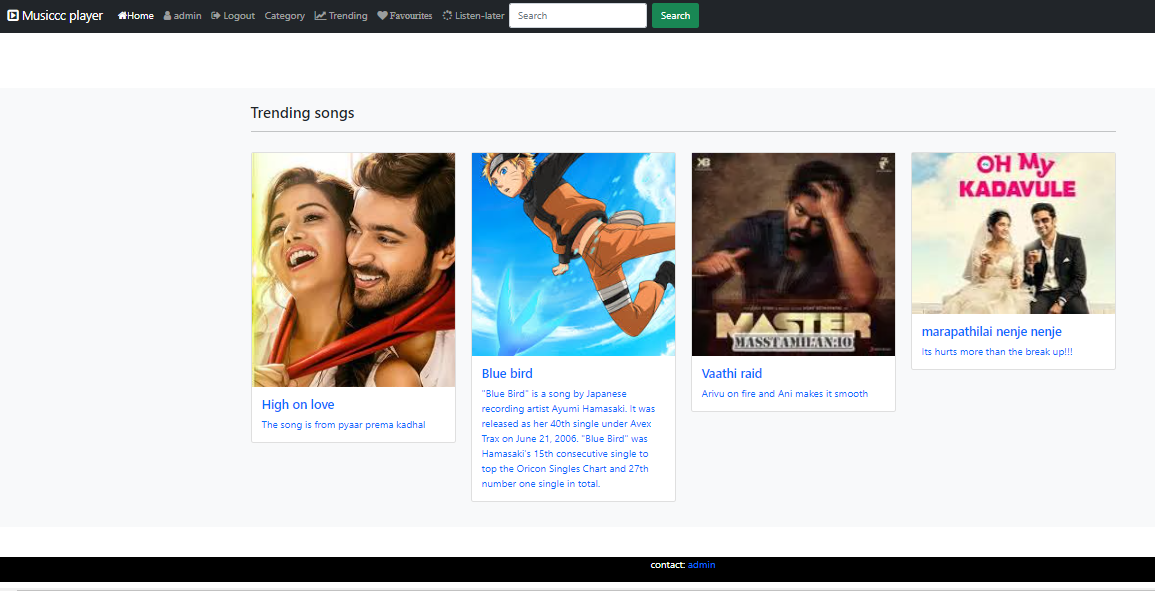 Musiccc player Home admin Logout Category Trending Favourites Listen-later Search Search
Trending songs
High on love
The song is from pyaar prema kadhal
Blue bird
"Blue Bird" is a song by Japanese
recording artist Ayumi Hamasaki. It was
released as her 40th single under Avex
Trax on June 21, 2006. "Blue Bird" was
Hamasaki's 15th consecutive single to
top the Oricon Singles Chart and 27th
number one single in total.
XB
MASTER
MASSTAMILAN.IO
Vaathi raid
Arivu on fire and Ani makes it smooth
OH My
KADAVULE
marapathilai nenje nenje
Its hurts more than the break up!!!
contact: admin